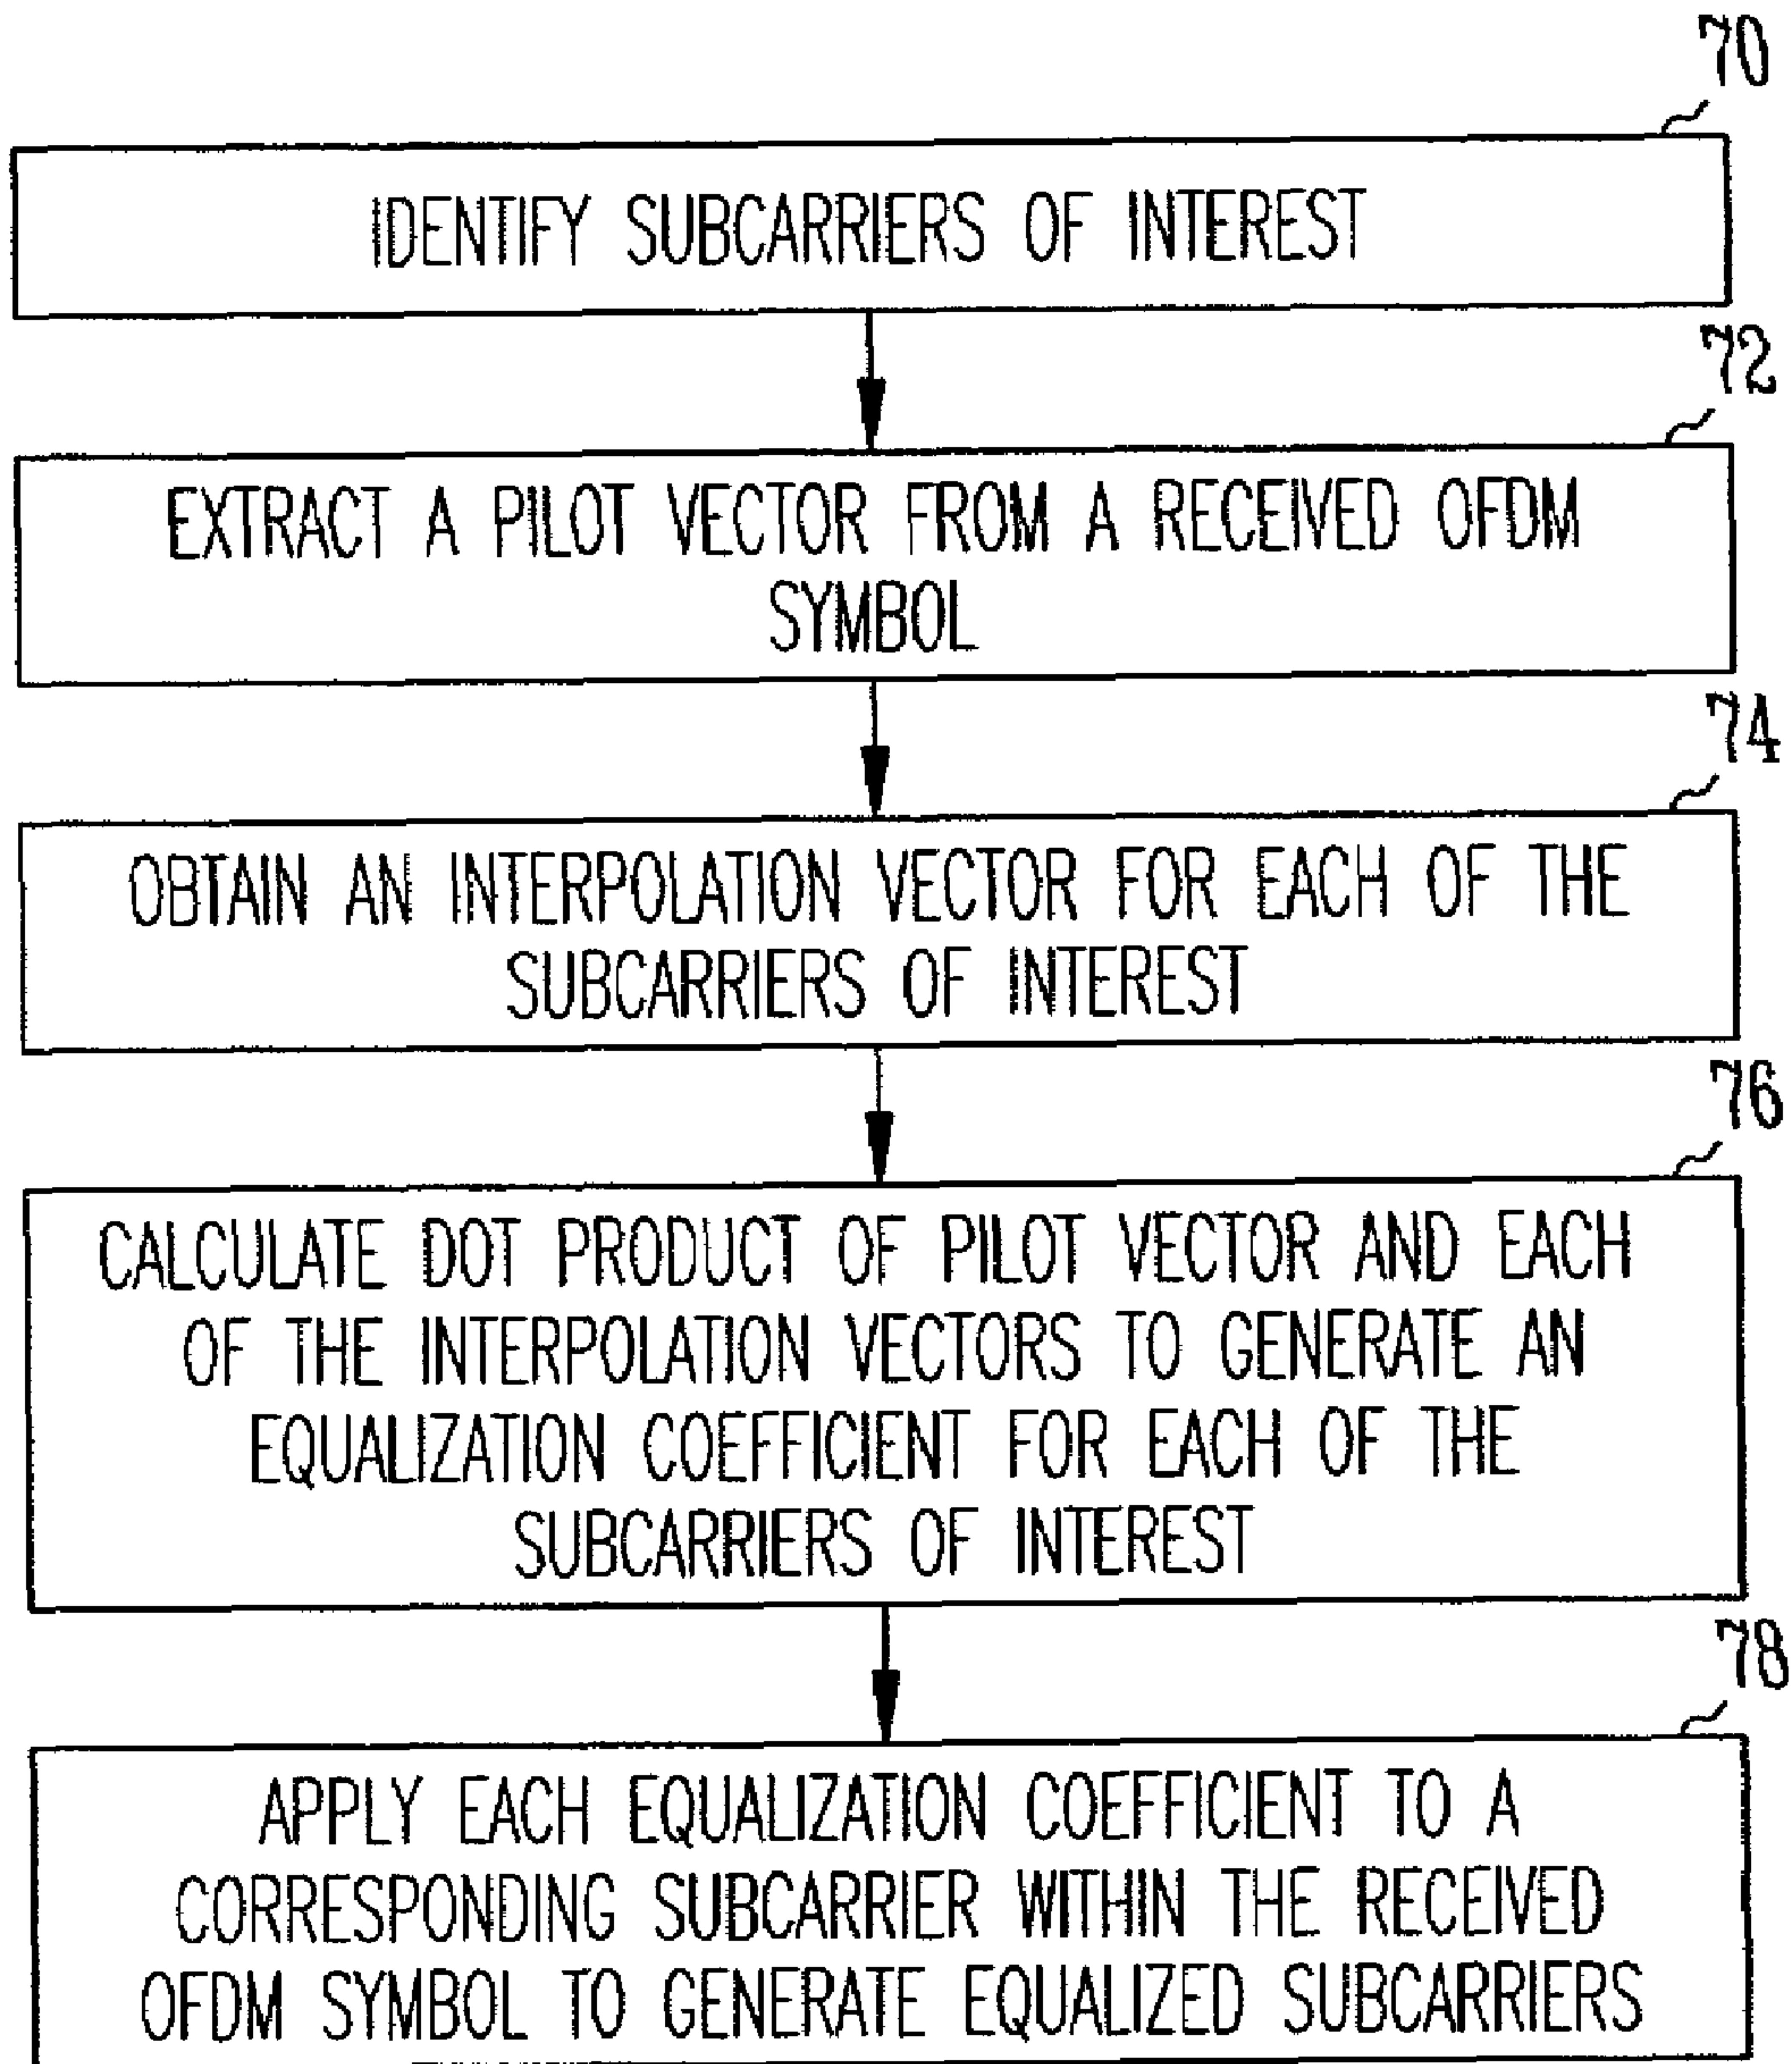 70
IDENTIFY SUBCARRIERS OF INTEREST
72
EXTRACT A PILOT VECTOR FROM A RECEIVED OFDM
SYMBOL
74
OBTAIN AN INTERPOLATION VECTOR FOR EACH OF THE
SUBCARRIERS OF INTEREST
76
CALCULATE DOT PRODUCT OF PILOT VECTOR AND EACH
OF THE INTERPOLATION VECTORS TO GENERATE AN
EQUALIZATION COEFFICIENT FOR EACH OF THE
SUBCARRIERS OF INTEREST
78
APPLY EACH EQUALIZATION COEFFICIENT TO A
CORRESPONDING SUBCARRIER WITHIN THE RECEIVED
OFDM SYMBOL TO GENERATE EQUALIZED SUBCARRIERS